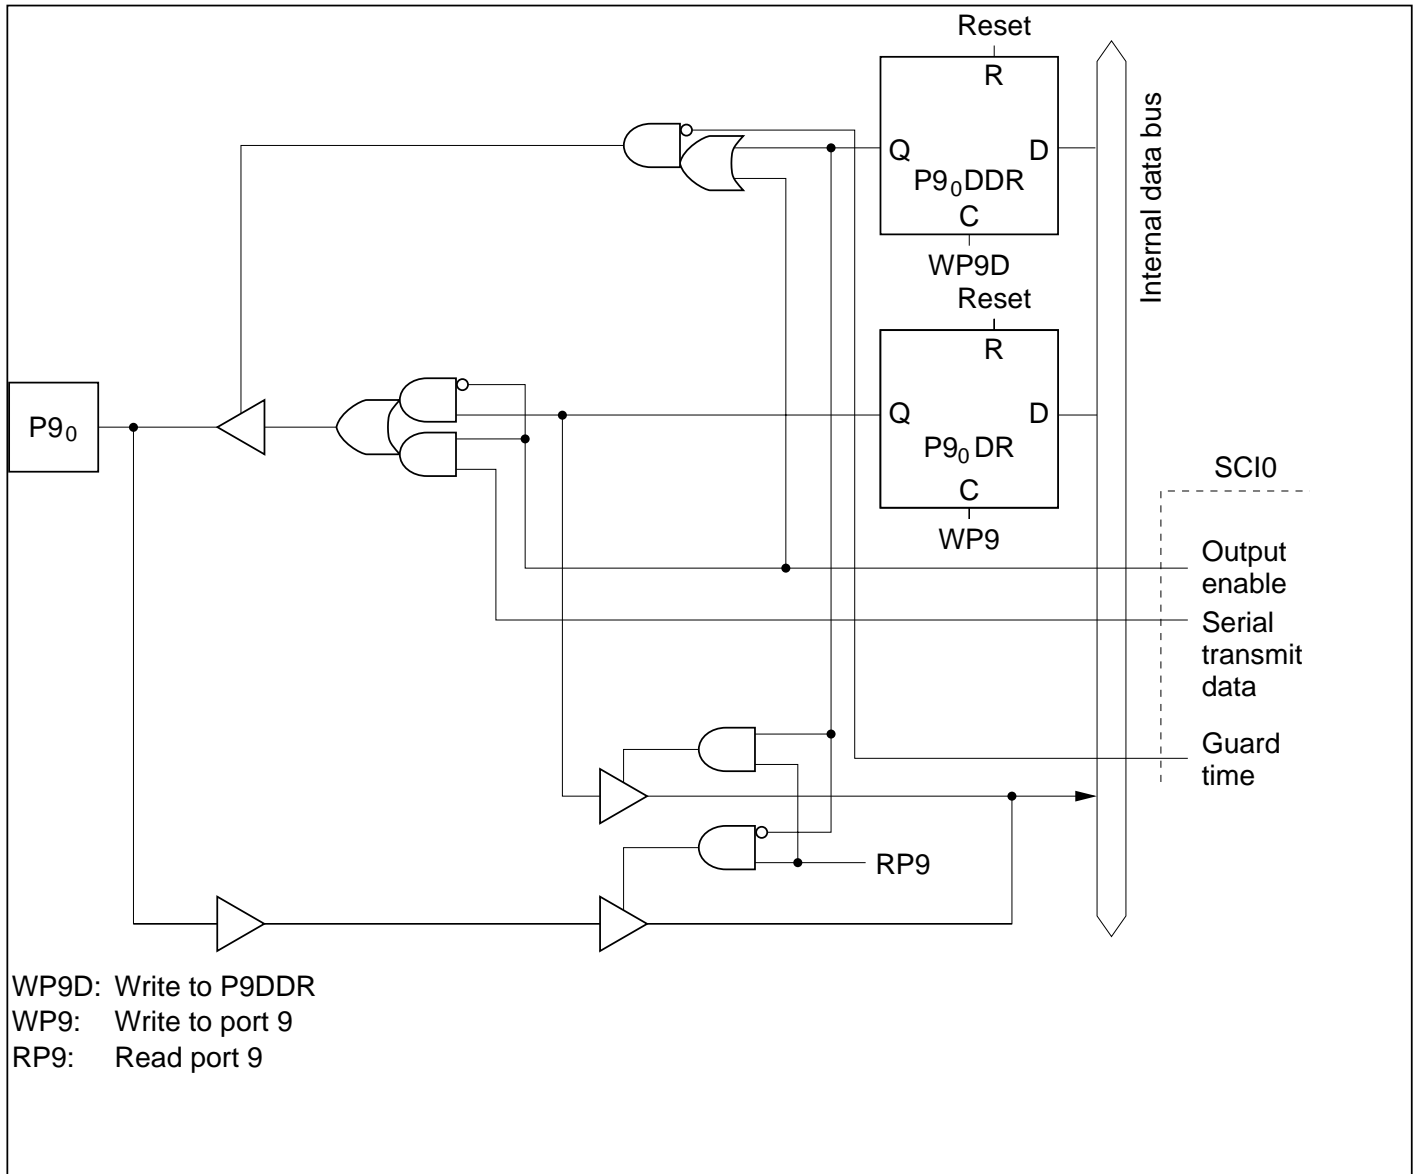 Reset
R
Q
D
P9₀DDR
C
WP9D
Internal data bus
Reset
R
P9₀
Q
D
P9₀DR
C
WP9
SCI0
Output
enable
Serial
transmit
data
Guard
time
RP9
WP9D: Write to P9DDR
WP9: Write to port 9
RP9: Read port 9